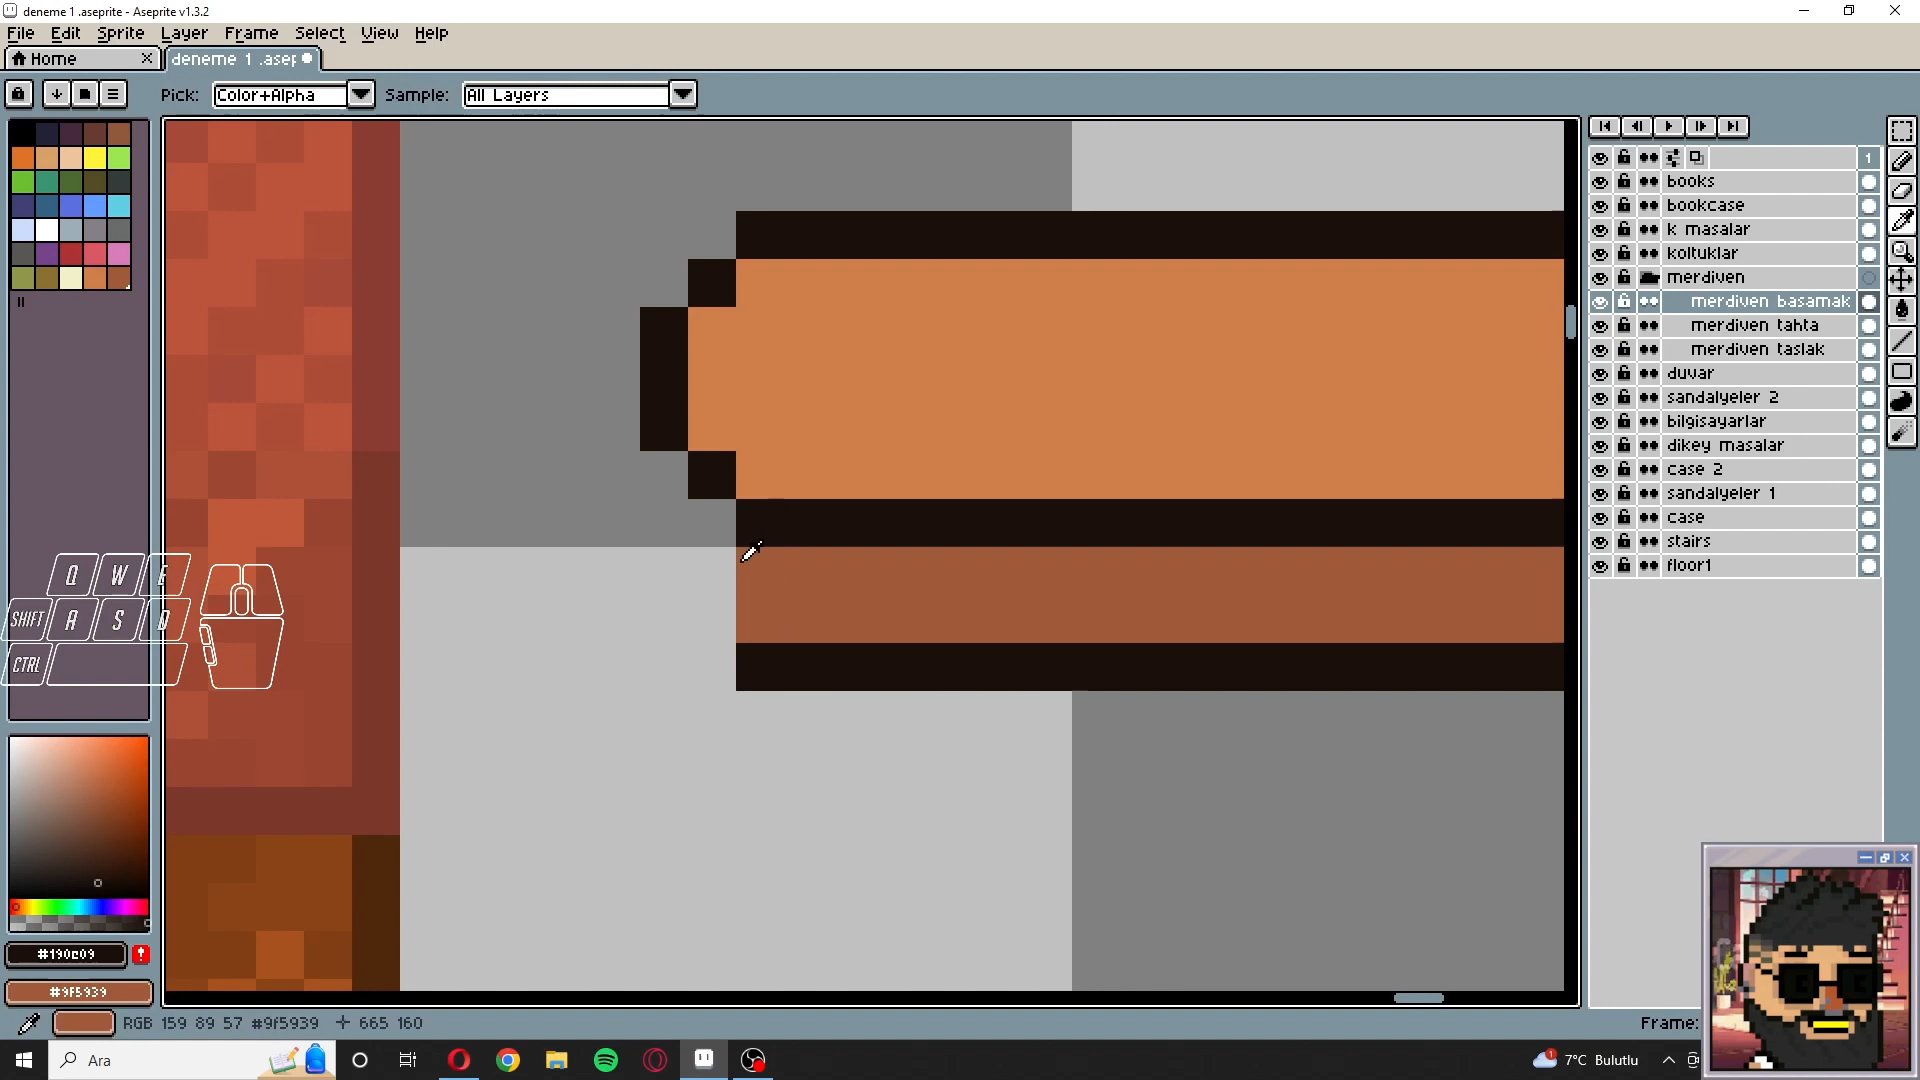 deneme 1 .aseprite - Aseprite v1.3.2
File Edit Sprite Layer Frame Select View Help
Home
deneme 1 .asep
Pick: Color+Alpha Sample: All Layers
1
books
bookcase
k masalar
koltuklar
merdiven
merdiven basamak
merdiven tahta
merdiven taslak
duvar
sandalyeler 2
bilgisayarlar
dikey masalar
case 2
sandalyeler 1
case
stairs
floor1
Q W E
SHIFT A S D
CTRL
#190c09
#9f5939
RGB 159 89 57 #9f5939 665 160
Frame:
Ara
1
7°C Bulutlu